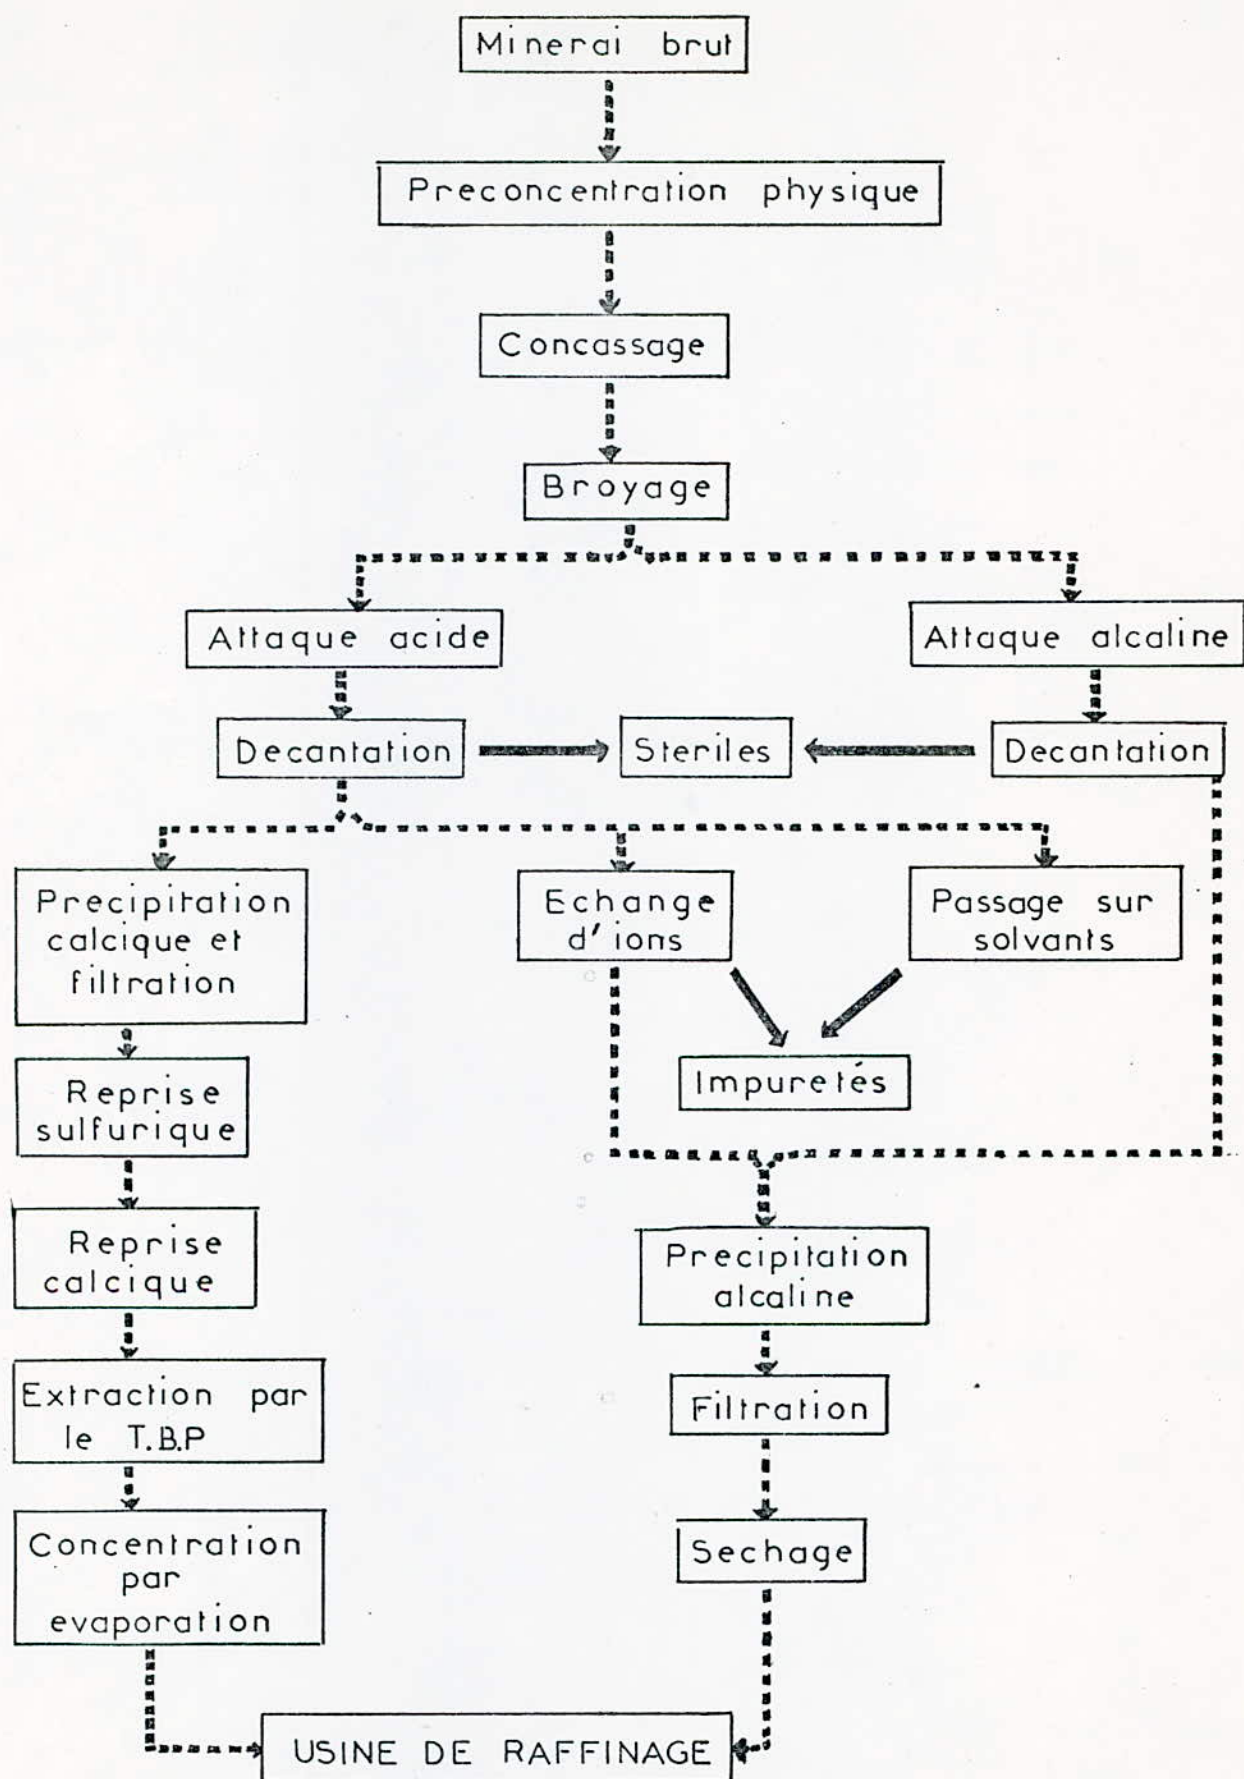 Minerai brut
Preconcentration physique
Concassage
Broyage
Attaque acide
Attaque alcaline
Decantation
Steriles
Decantation
Precipitation
calcique et
filtration
Echange
d'ions
Passage sur
solvants
Impuretés
Reprise
sulfurique
Reprise
calcique
Precipitation
alcaline
Extraction par
le T.B.P
Filtration
Concentration
par
evaporation
Sechage
USINE DE RAFFINAGE